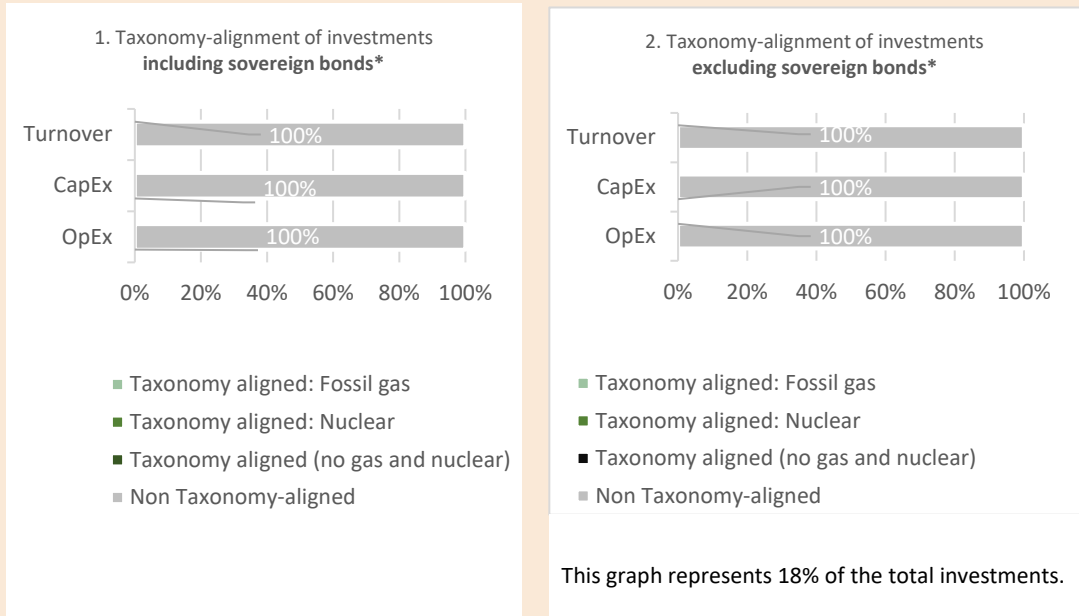 1. Taxonomy-alignment of investments
including sovereign bonds*
Turnover
100%
CapEx
100%
OpEx
100%
0% 20% 40% 60% 80% 100%
■ Taxonomy aligned: Fossil gas
■ Taxonomy aligned: Nuclear
■ Taxonomy aligned (no gas and nuclear)
■ Non Taxonomy-aligned
2. Taxonomy-alignment of investments
excluding sovereign bonds*
Turnover
100%
CapEx
100%
OpEx
100%
0% 20% 40% 60% 80% 100%
■ Taxonomy aligned: Fossil gas
■ Taxonomy aligned: Nuclear
■ Taxonomy aligned (no gas and nuclear)
■ Non Taxonomy-aligned
This graph represents 18% of the total investments.